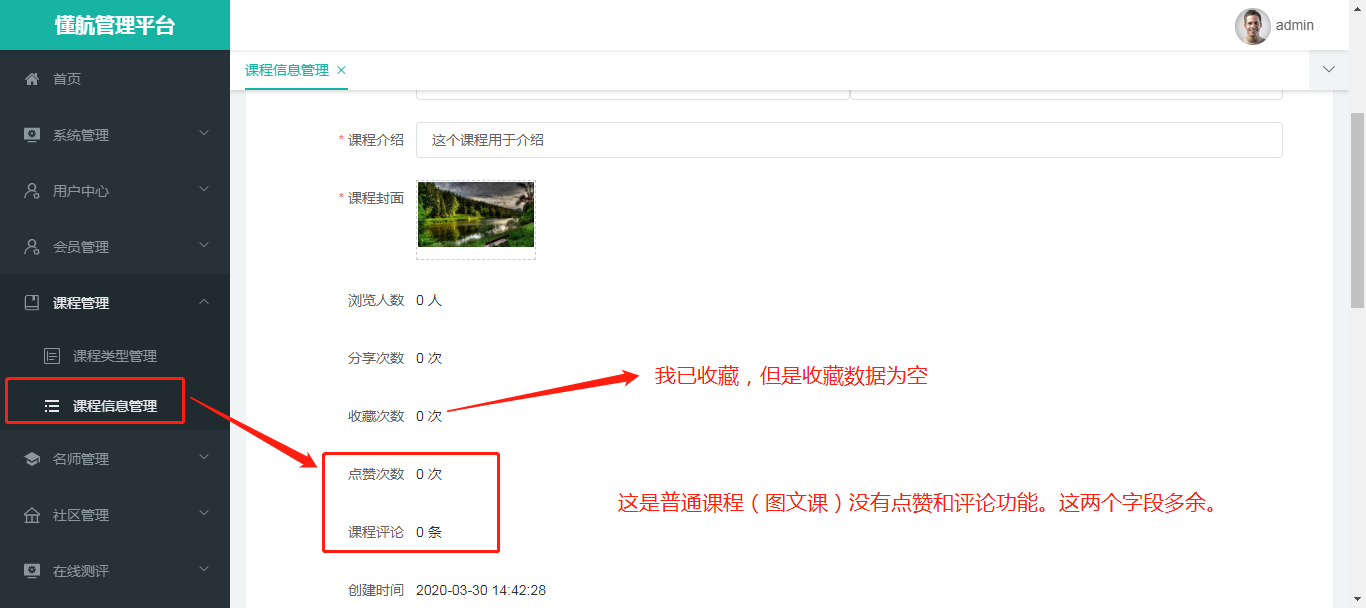 懂航管理平台
admin
首页
系统管理
用户中心
会员管理
课程管理
课程类型管理
课程信息管理
名师管理
社区管理
在线测评
课程信息管理 ×
* 课程介绍 这个课程用于介绍
* 课程封面
浏览人数 0 人
分享次数 0 次
收藏次数 0 次
我已收藏，但是收藏数据为空
点赞次数 0 次
这是普通课程（图文课）没有点赞和评论功能。这两个字段多余。
课程评论 0 条
创建时间 2020-03-30 14:42:28